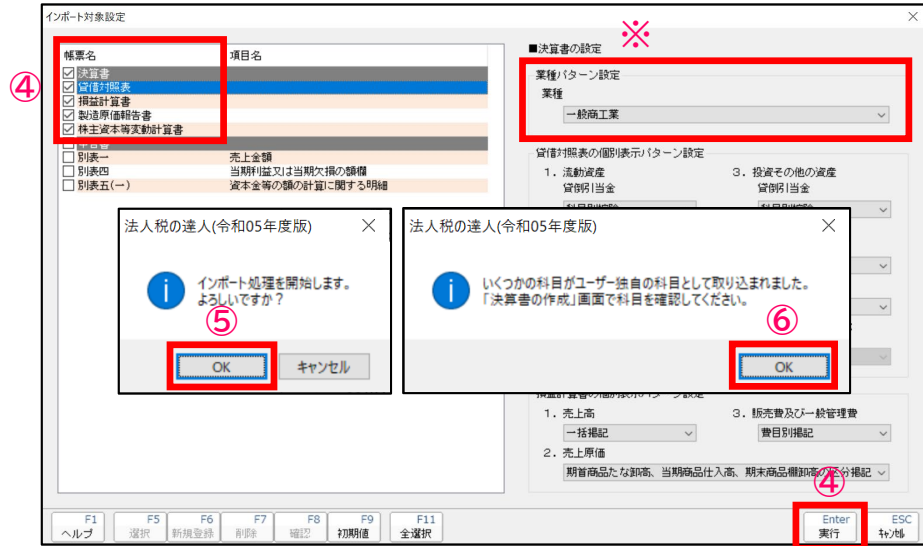 インポート対象設定
※
④
帳票名 項目名
決算書
貸借対照表
損益計算書
製造原価報告書
株主資本等変動計算書
別表一 売上金額
別表四 当期利益又は当期欠損の額欄
別表五(一) 資本金等の額の計算に関する明細
■決算書の設定
業種パターン設定
業種
一般商工業
貸借対照表の個別表示パターン設定
1. 流動資産
貸倒引当金
3. 投資その他の資産
貸倒引当金
法人税の達人(令和05年度版)
インポート処理を開始します。
よろしいですか?
⑤
OK キャンセル
法人税の達人(令和05年度版)
いくつかの科目がユーザー独自の科目として取り込まれました。
「決算書の作成」画面で科目を確認してください。
⑥
OK
損益計算書の個別表示パターン設定
1. 売上高
一括掲記
3. 販売費及び一般管理費
費目別掲記
2. 売上原価
期首商品たな卸高、当期商品仕入高、期末商品棚卸高の区分掲記
④
F1 F5 F6 F7 F8 F9 F11 Enter ESC
ヘルプ 選択 新規登録 削除 確認 初期値 全選択 実行 キャンセル